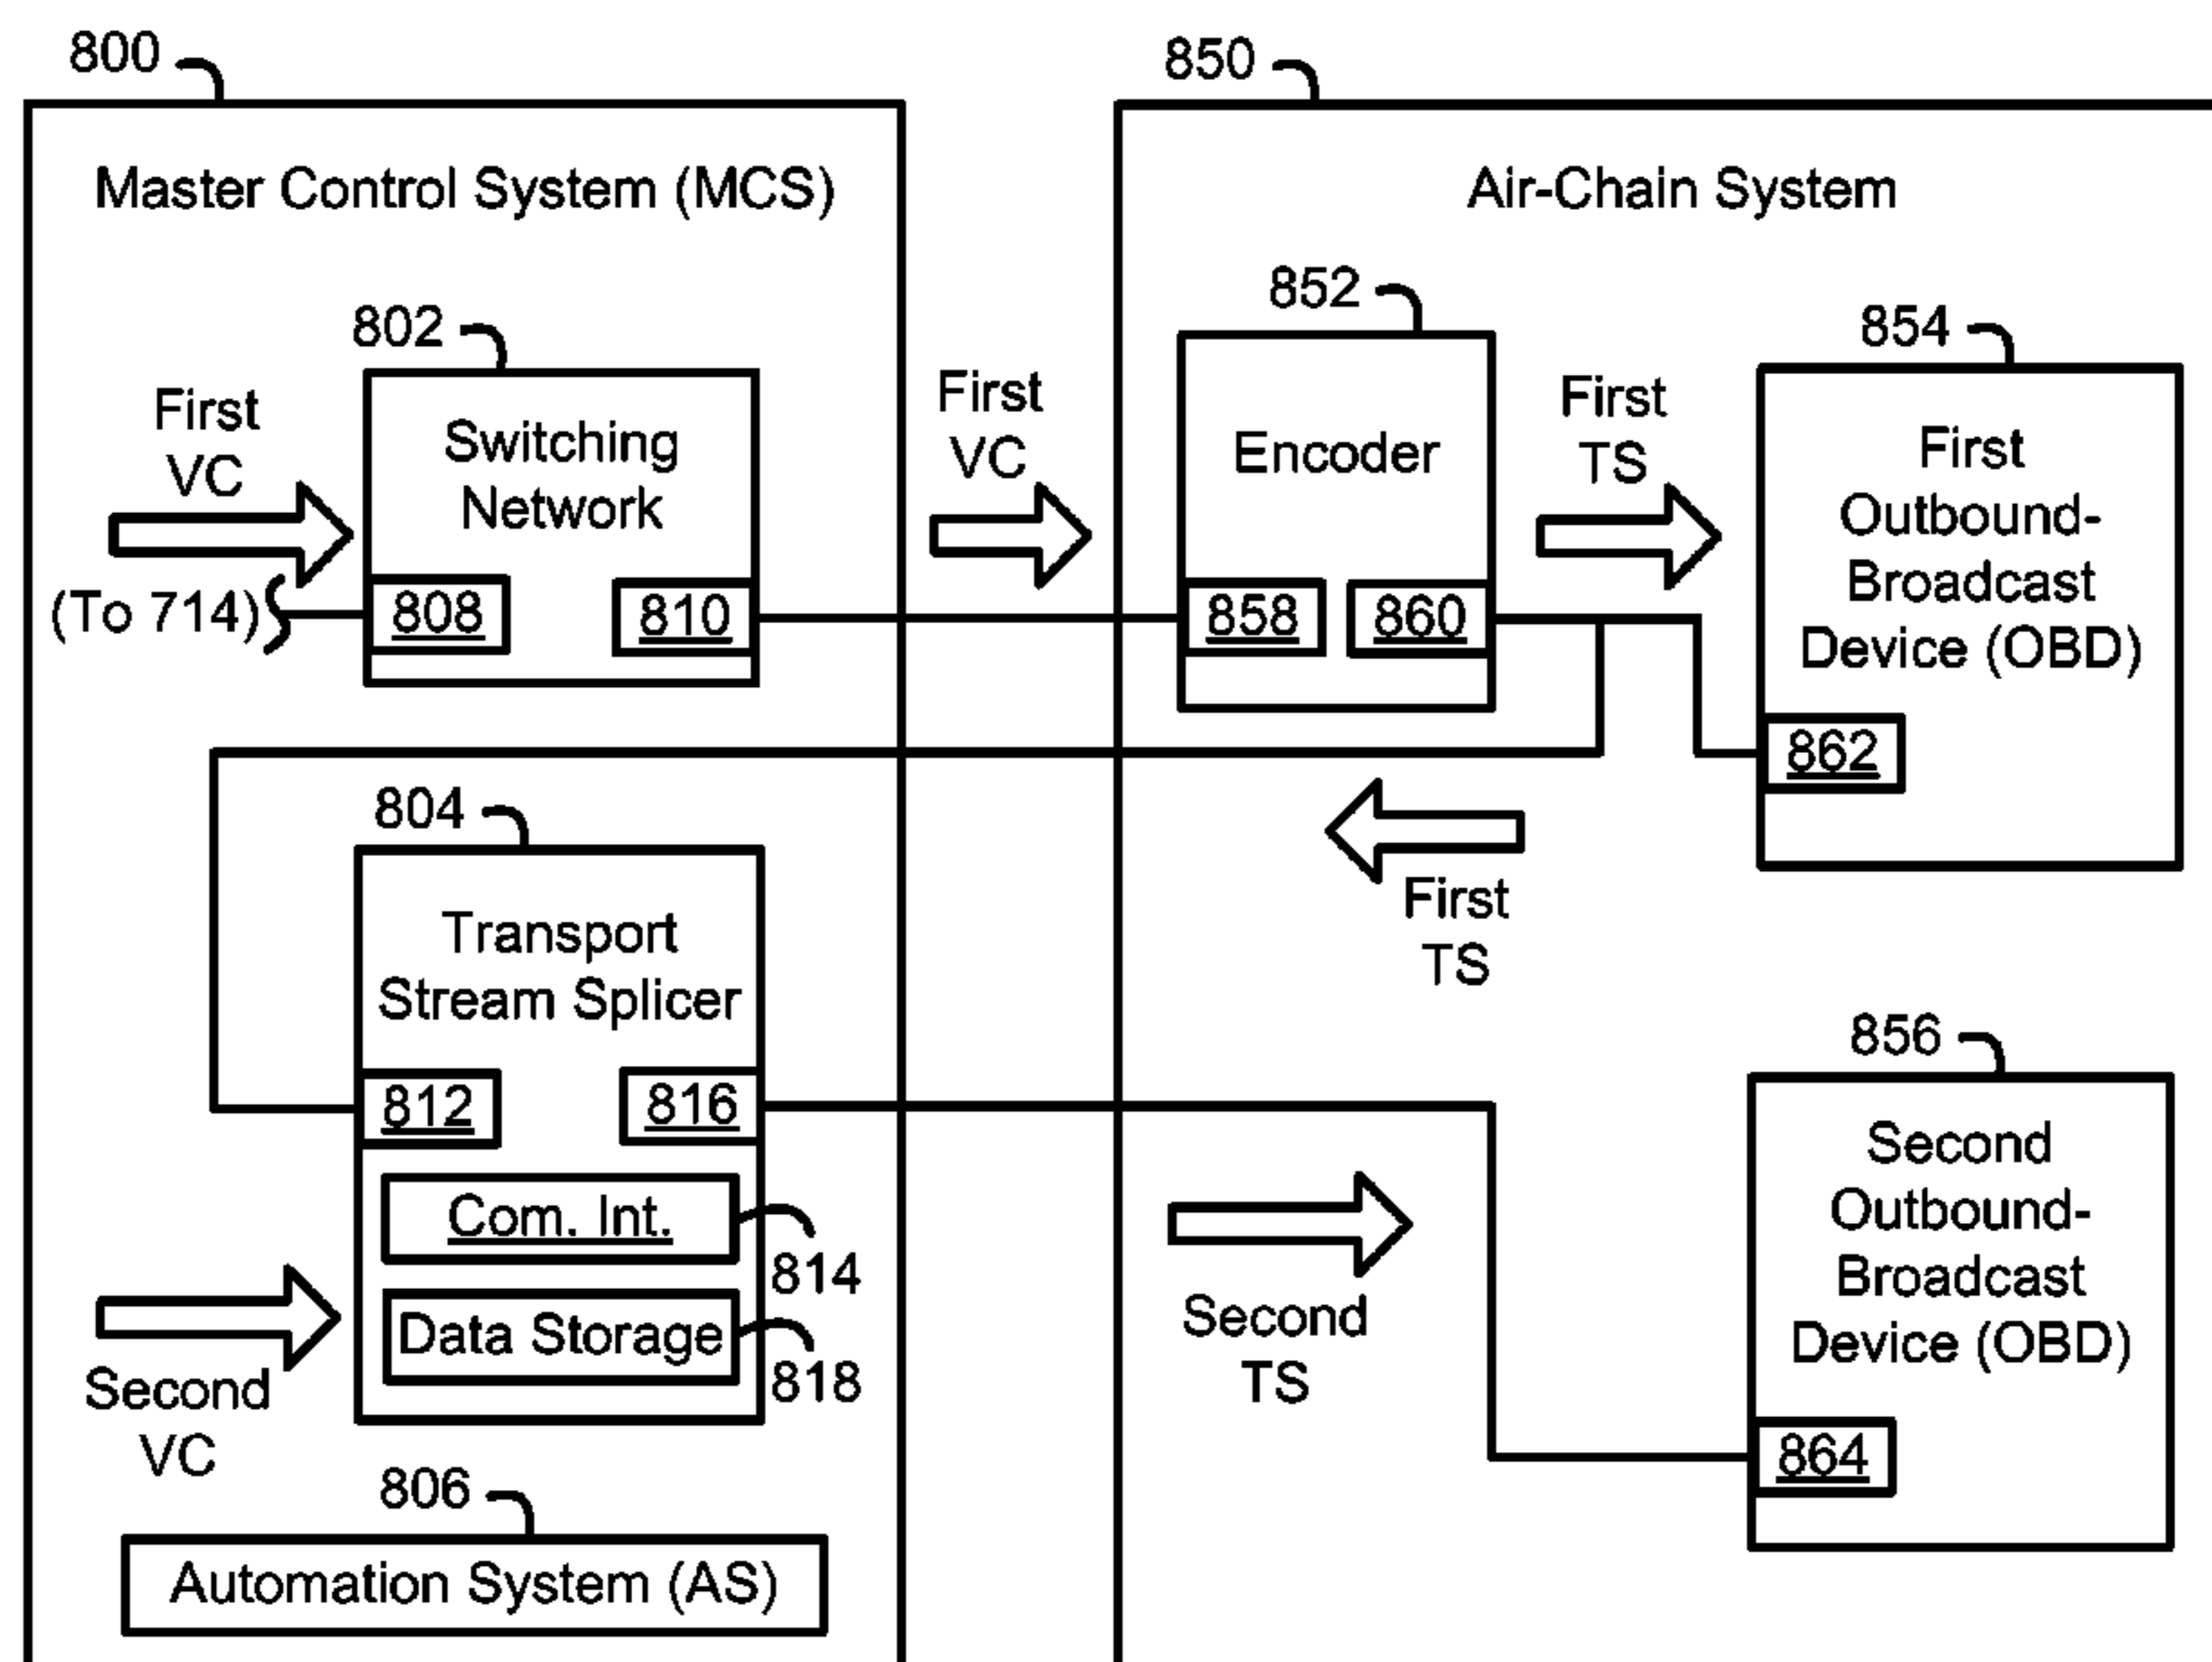 800
850
Master Control System (MCS)
Air-Chain System
802
852
854
First
VC
Switching
Network
First
VC
Encoder
First
TS
First
Outbound-
Broadcast
Device (OBD)
(To 714)
808
810
858
860
862
804
First
TS
Transport
Stream Splicer
812
816
Com. Int.
814
Data Storage
818
Second
VC
Second
TS
856
Second
Outbound-
Broadcast
Device (OBD)
864
806
Automation System (AS)